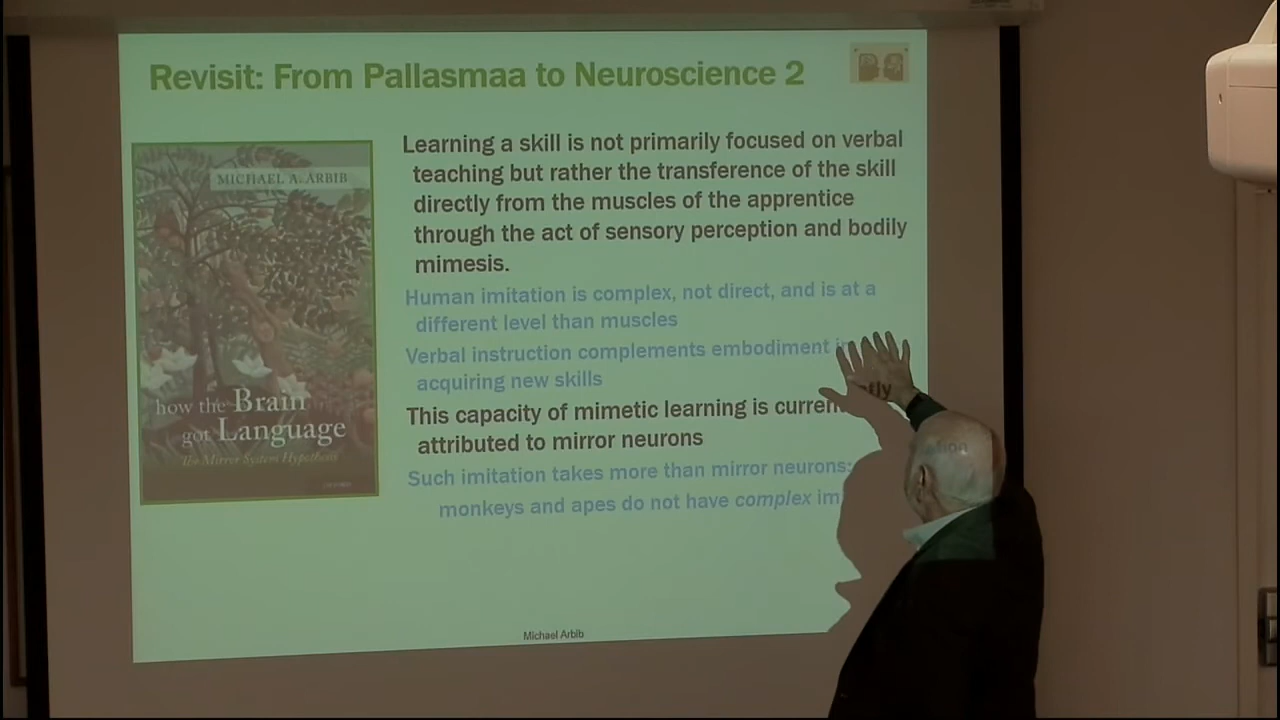 Revisit: From Pallasmaa to Neuroscience 2
MICHAEL A. ARBIB
how the Brain
got Language
The Mirror System Hypothesis
Learning a skill is not primarily focused on verbal
teaching but rather the transference of the skill
directly from the muscles of the apprentice
through the act of sensory perception and bodily
mimesis.
Human imitation is complex, not direct, and is at a
different level than muscles
Verbal instruction complements embodiment
acquiring new skills
This capacity of mimetic learning is currently
attributed to mirror neurons
Such imitation takes more than mirror neurons:
monkeys and apes do not have complex im
Michael Arbib